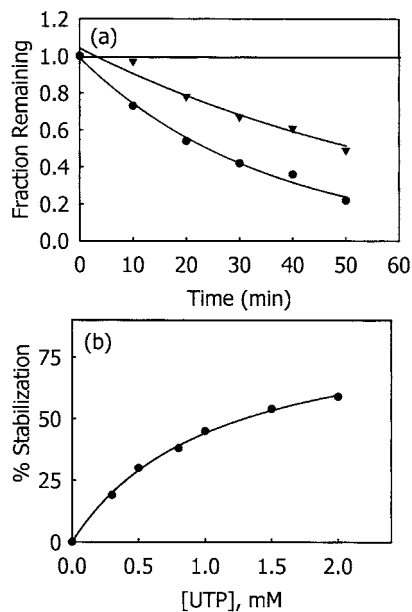 (a)
1.2
1.0
0.8
0.6
0.4
0.2
0.0
Fraction Remaining
0 10 20 30 40 50 60
Time (min)
(b)
75
50
25
0
% Stabilization
0.0 0.5 1.0 1.5 2.0
[UTP], mM